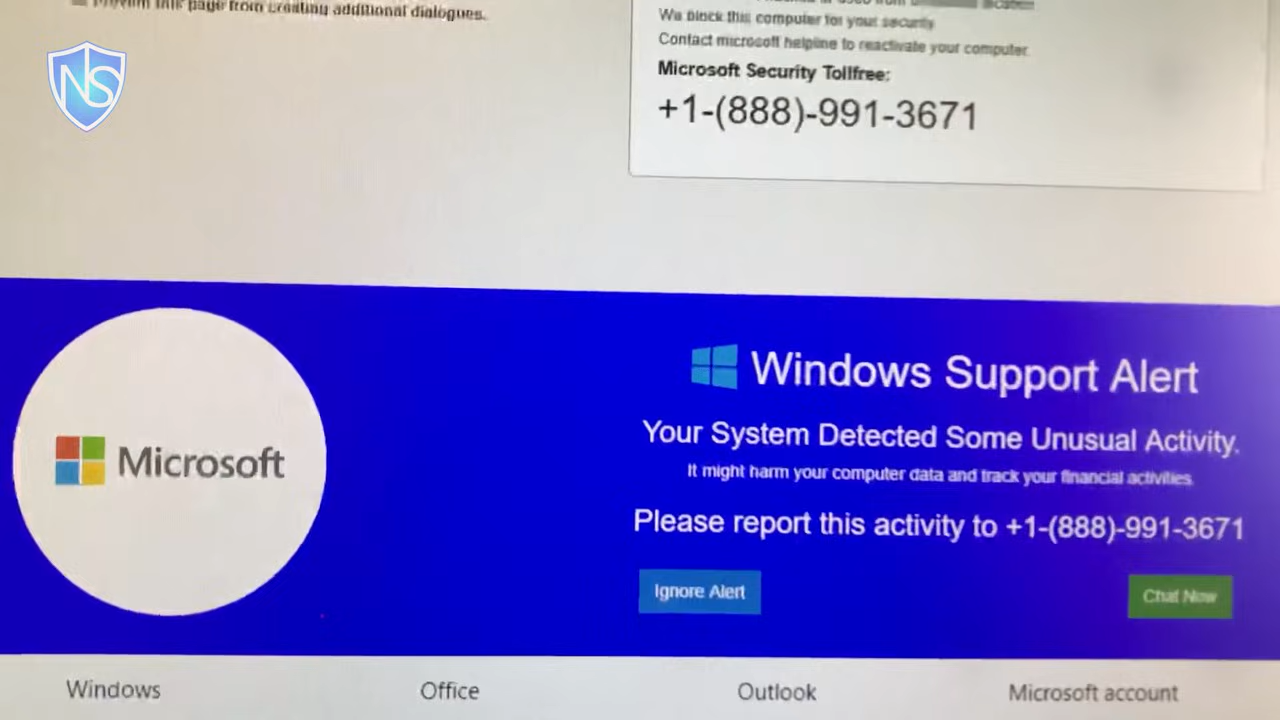 Prevent this page from creating additional dialogues.
NS
We block this computer for your security
Contact microsoft helpline to reactivate your computer.
Microsoft Security Tollfree:
+1-(888)-991-3671
Microsoft
Windows Support Alert
Your System Detected Some Unusual Activity.
It might harm your computer data and track your financial activities.
Please report this activity to +1-(888)-991-3671
Ignore Alert
Chat Now
Windows
Office
Outlook
Microsoft account